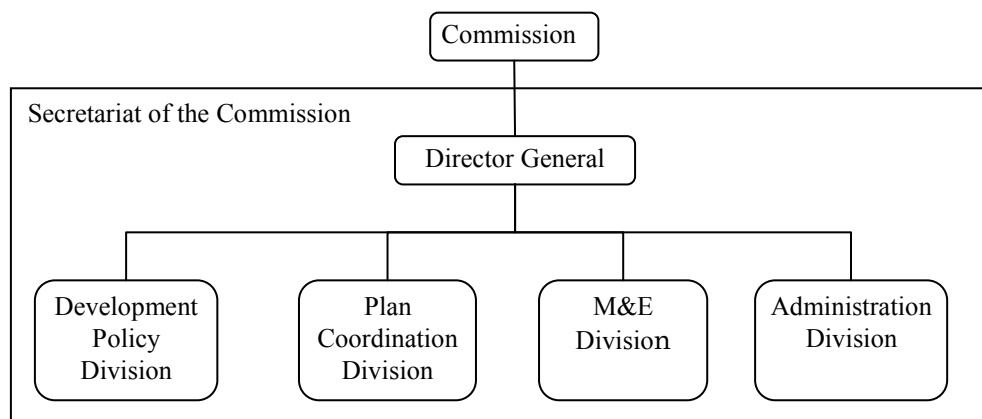 Commission
Secretariat of the Commission
Director General
Development
Policy
Division
Plan
Coordination
Division
M&E
Division
Administration
Division